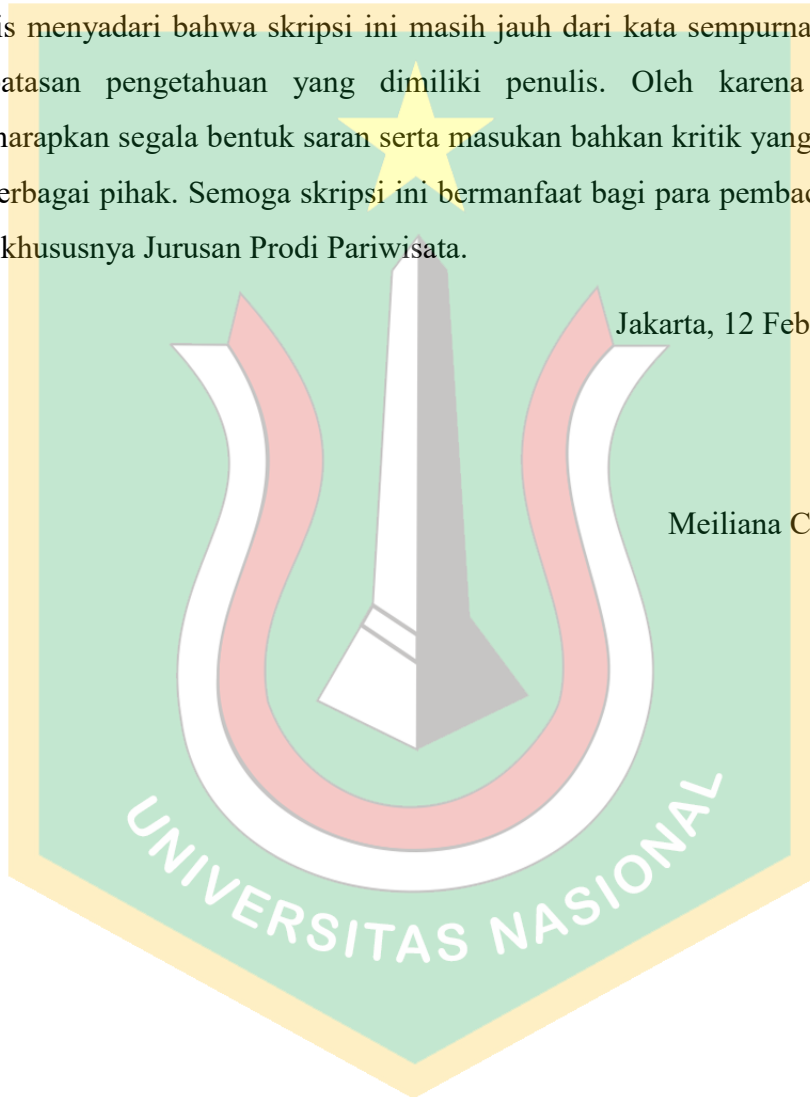 is menyadari bahwa skripsi ini masih jauh dari kata sempurna
atasan pengetahuan yang dimiliki penulis. Oleh karena
harapkan segala bentuk saran serta masukan bahkan kritik yang
erbagai pihak. Semoga skripsi ini bermanfaat bagi para pembac
khususnya Jurusan Prodi Pariwisata.
Jakarta, 12 Feb
Meiliana C
UNIVERSITAS NASIONAL